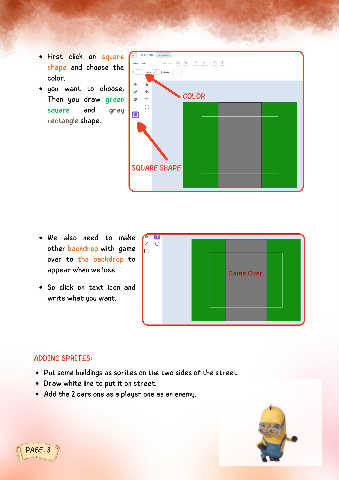 • First click on square
shape and choose the
color.
• you want to choose.
Then you draw green
square and gray
rectangle shape.
COLOR
SQUARE SHAPE
• We also need to make
other backdrop with game
over to the backdrop to
appear when we lose
• So click on text icon and
write what you want.
Game Over
ADDING SPRITES:
• Put some buildings as sprites on the two sides of the street.
• Draw white line to put it on street.
• Add the 2 cars one as a player one as an enemy.
PAGE: 3